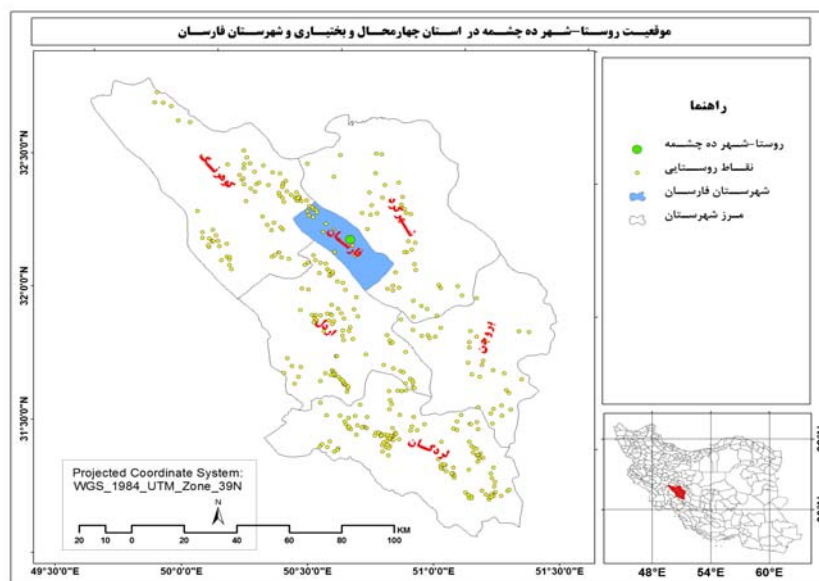 موقعیت روستا-شهر ده چشمه در استان چهارمحال و بختیاری و شهرستان فارسان
راهنما
روستا-شهر ده چشمه
نقاط روستایی
شهرستان فارسان
مرز شهرستان
32°30'0"N
32°0'0"N
31°30'0"N
کوهرنگ
شهرکرد
فارسان
اردل
بروجن
لردگان
Projected Coordinate System:
WGS_1984_UTM_Zone_39N
N
20 10 0 20 40 60 80 100 KM
49°30'0"E 50°0'0"E 50°30'0"E 51°0'0"E 51°30'0"E
48°E 54°E 60°E